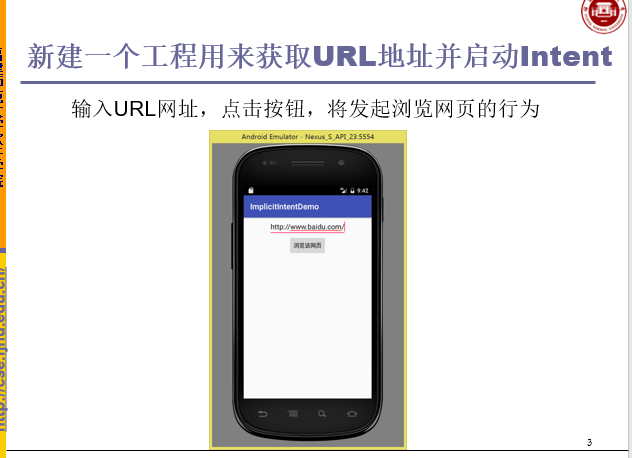 新建一个工程用来获取URL地址并启动Intent
输入URL网址，点击按钮，将发起浏览网页的行为
Android Emulator - Nexus_S_API_23:5554
9:42
ImplicitIntentDemo
http://www.baidu.com/
浏览该网页
http://cse.fjnu.edu.cn/
3